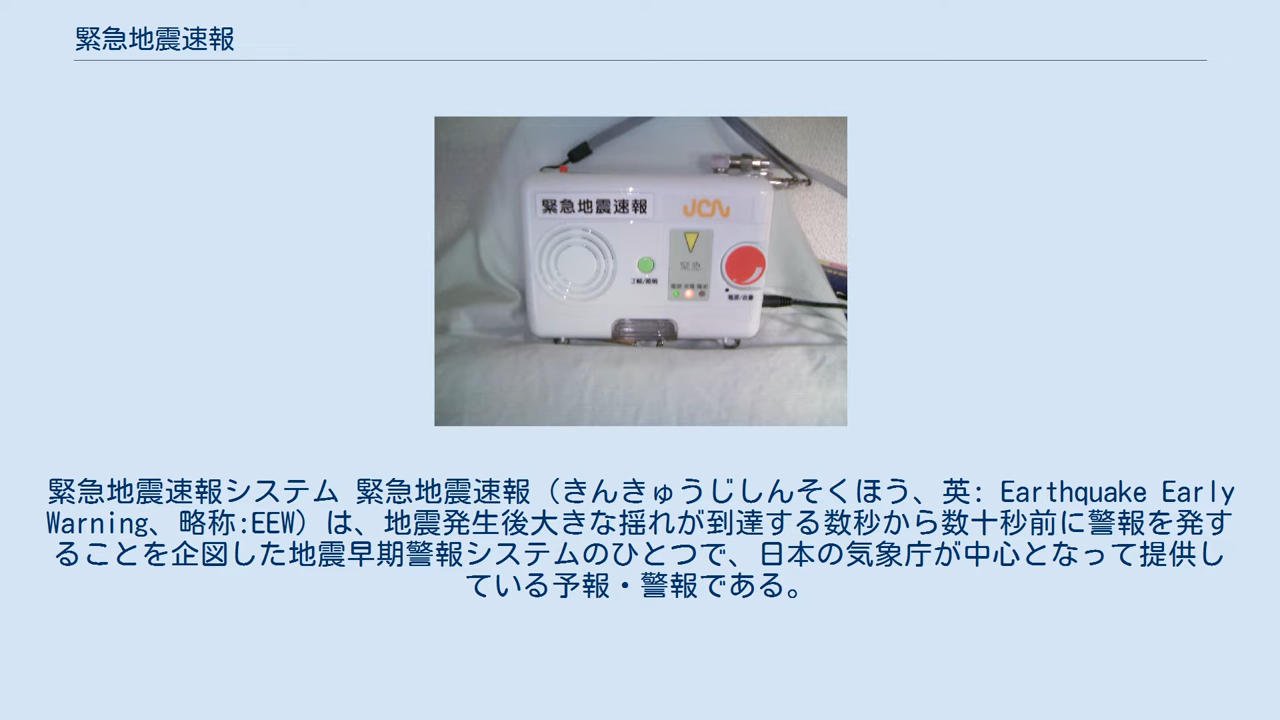 緊急地震速報
緊急地震速報
JCN
緊急
緊急地震速報システム 緊急地震速報（きんきゅうじしんそくほう、英: Earthquake Early
Warning、略称:EEW）は、地震発生後大きな揺れが到達する数秒から数十秒前に警報を発す
ることを企図した地震早期警報システムのひとつで、日本の気象庁が中心となって提供し
ている予報・警報である。